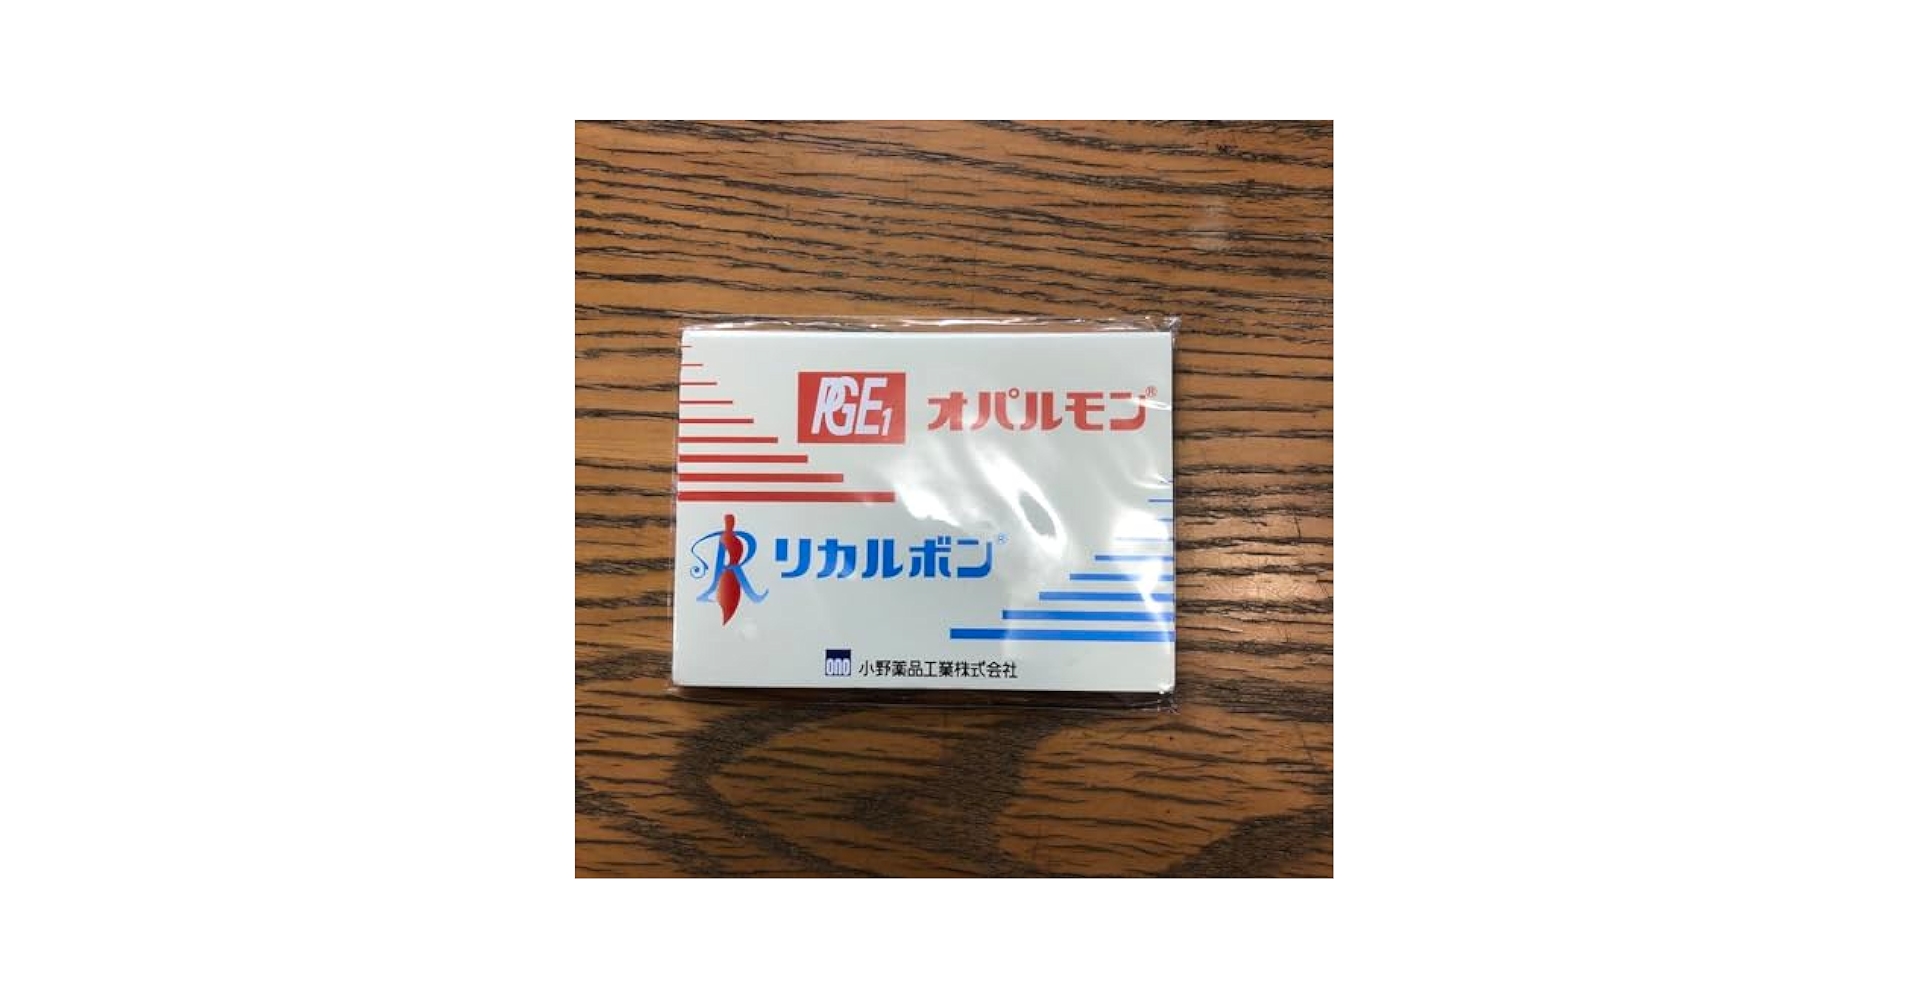 PGE1 オパルモン®
R リカルボン®
ono 小野薬品工業株式会社